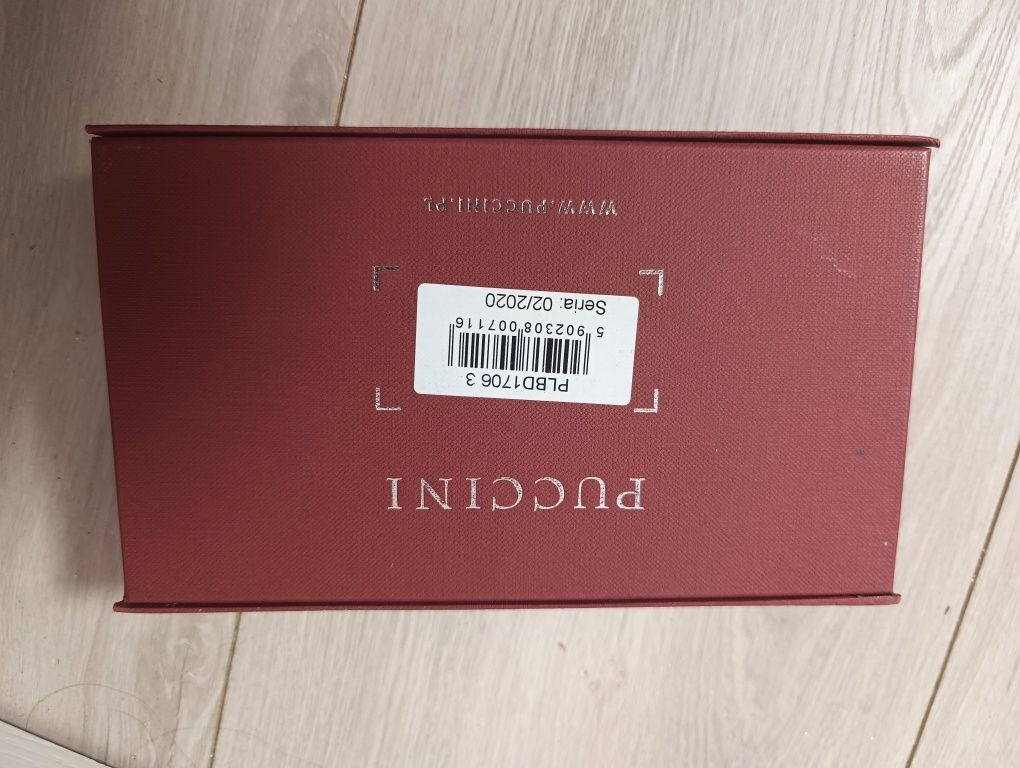 PUCCINI
PLBD1706 3
5 902308 007116
Seria: 02/2020
WWW.PUCCINI.PL